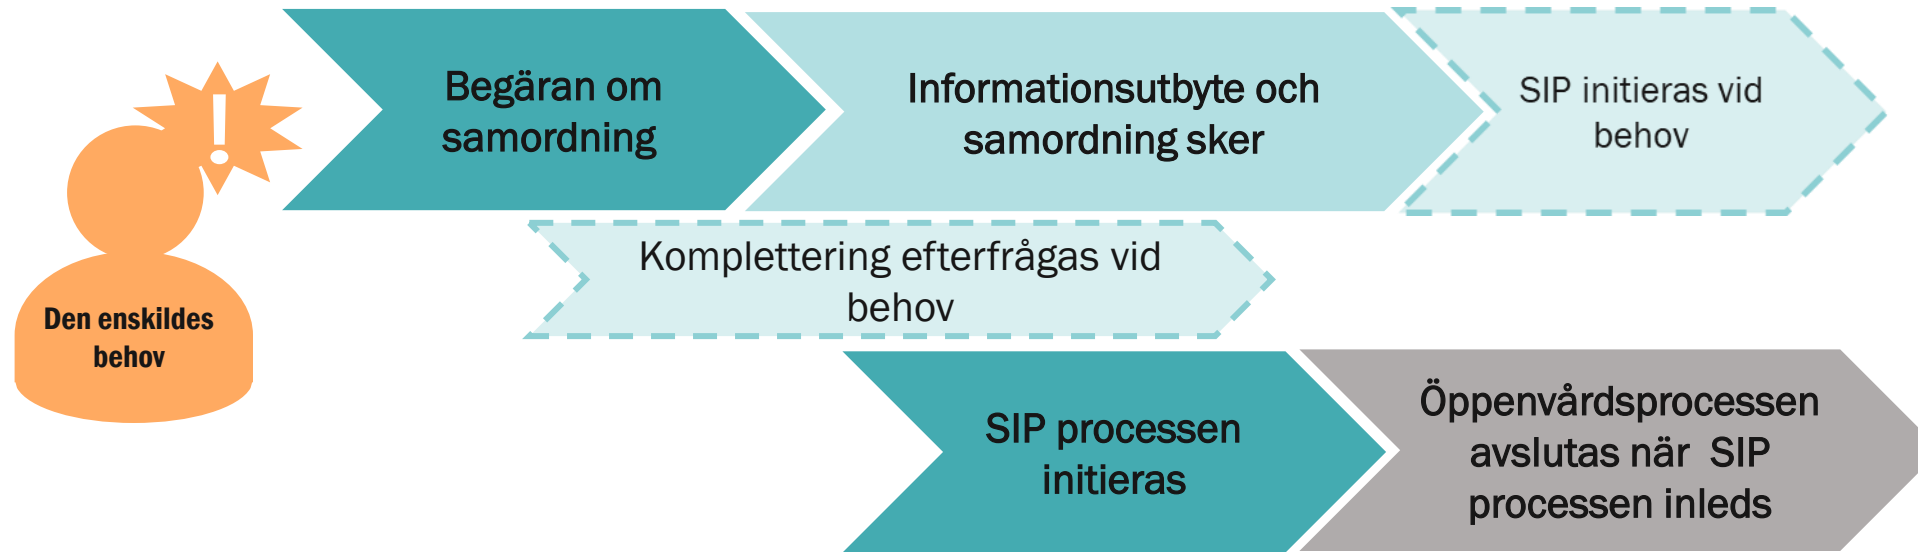 Begäran om
samordning
Informationsutbyte och
samordning sker
SIP initieras vid
behov
!
Den enskildes
behov
Komplettering efterfrågas vid
behov
SIP processen
initieras
Öppenvårdsprocessen
avslutas när  SIP
processen inleds